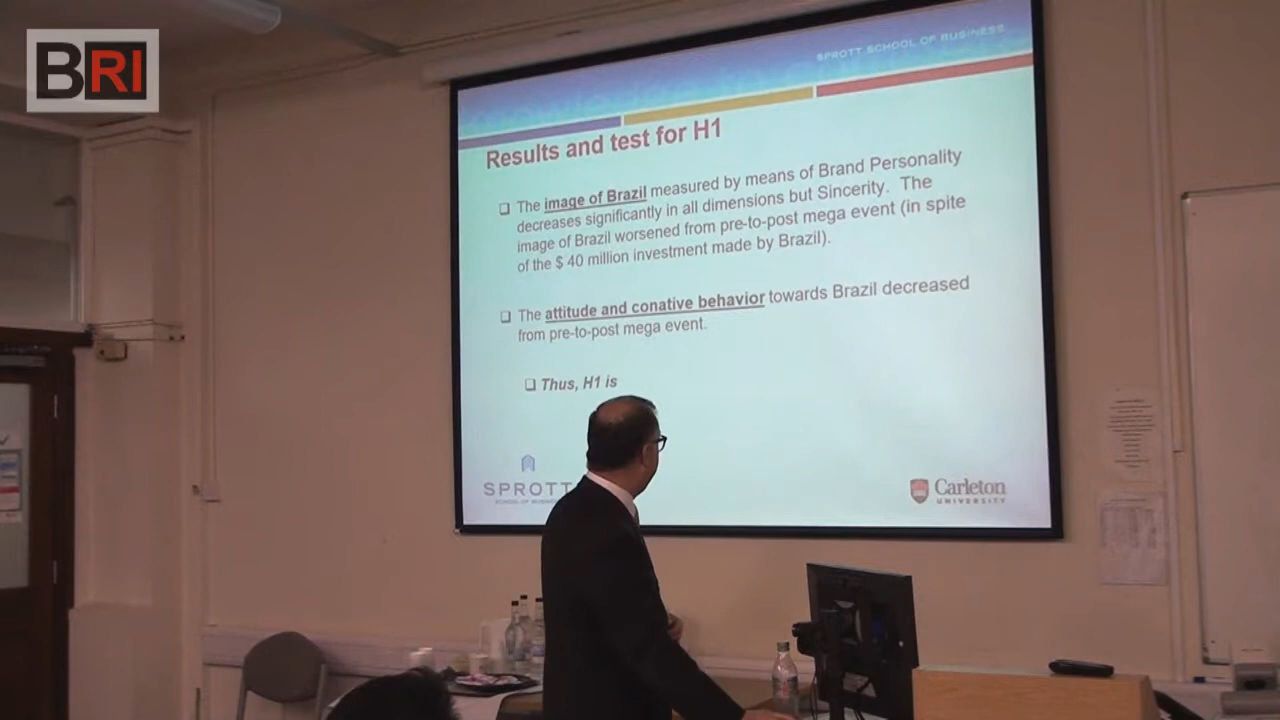 BRI
SPROTT SCHOOL OF BUSINESS
Results and test for H1
❑ The image of Brazil measured by means of Brand Personality
decreases significantly in all dimensions but Sincerity. The
image of Brazil worsened from pre-to-post mega event (in spite
of the $ 40 million investment made by Brazil).
❑ The attitude and conative behavior towards Brazil decreased
from pre-to-post mega event.
❑ Thus, H1 is
SPROTT
SCHOOL OF
Carleton
UNIVERSITY